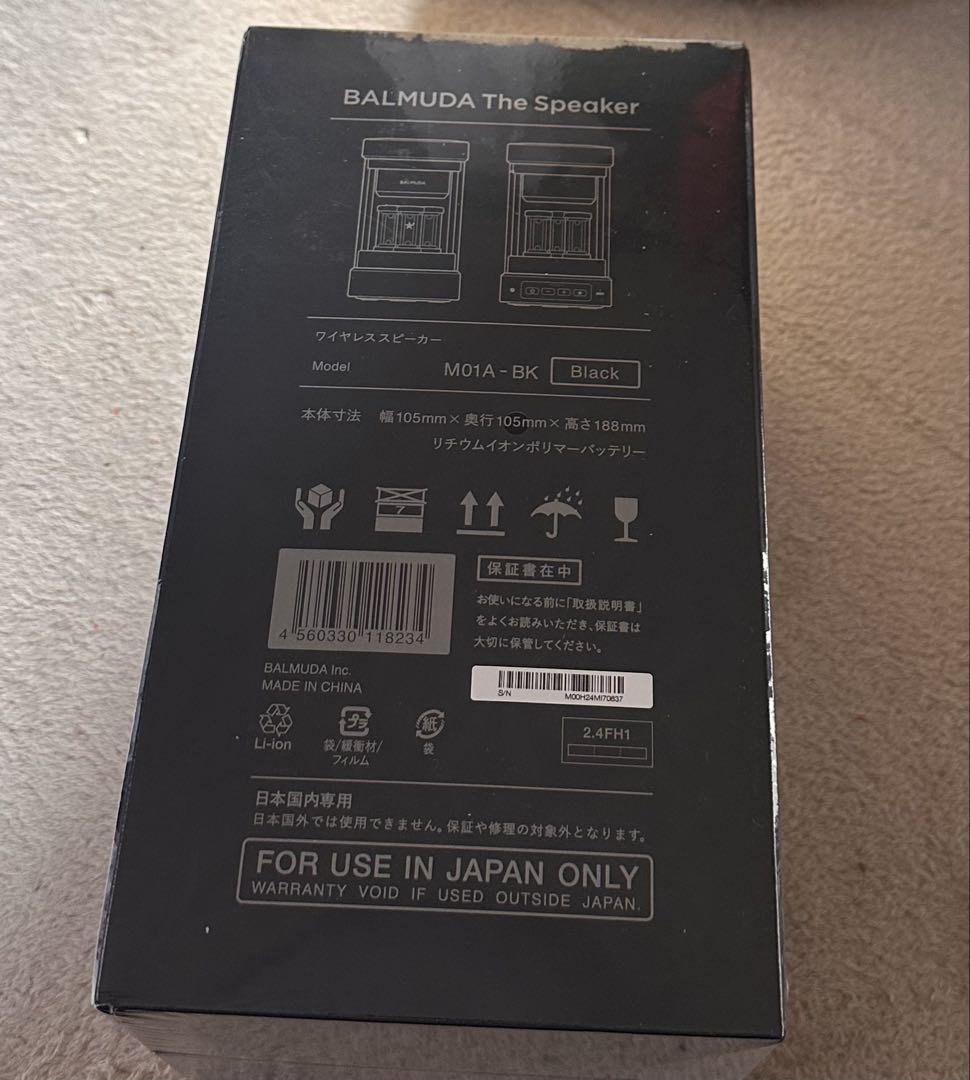 BALMUDA The Speaker
BALMUDA
ワイヤレススピーカー
Model M01A - BK Black
本体寸法 幅105mm× 奥行105mm× 高さ188mm
リチウムイオンポリマーバッテリー
7
保証書在中
お使いになる前に「取扱説明書」
をよくお読みいただき、保証書は
大切に保管してください。
4 560330 118234
BALMUDA Inc.
MADE IN CHINA
S/N M00H24MI70837
Li-ion
プラ
袋/緩衝材/
フィルム
紙
袋
2.4FH1
日本国内専用
日本国外では使用できません。保証や修理の対象外となります。
FOR USE IN JAPAN ONLY
WARRANTY VOID IF USED OUTSIDE JAPAN.